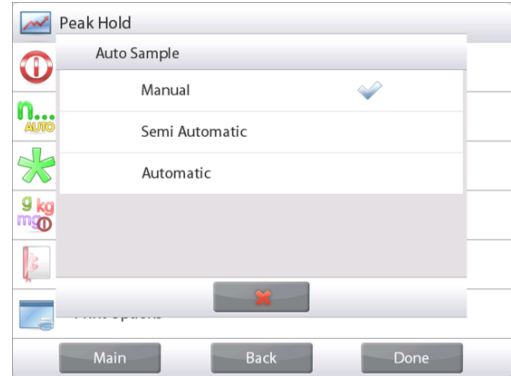 Peak Hold
Auto Sample
Manual
n...
AUTO
Semi Automatic
Automatic
g kg
mg
Main
Back
Done